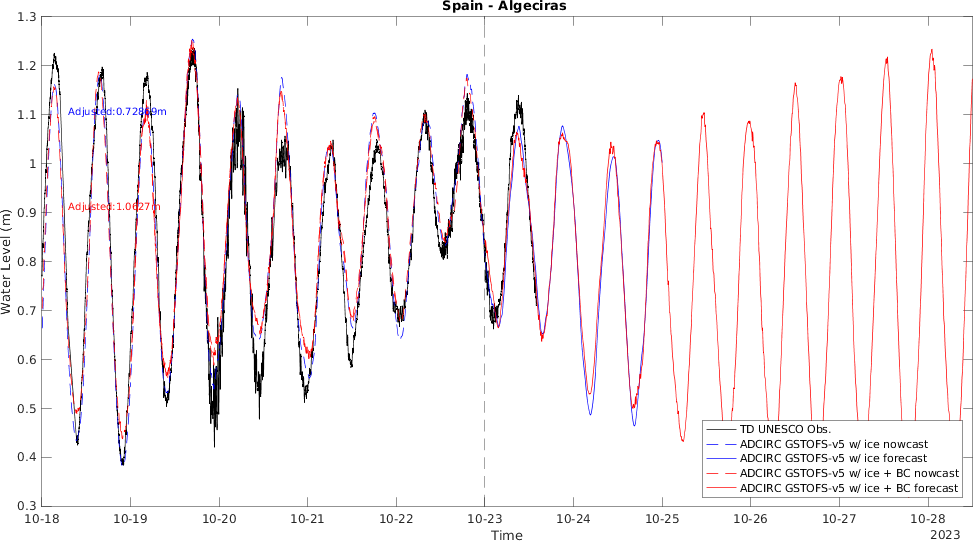 Spain - Algeciras
1.3
1.2
1.1
1
0.9
0.8
0.7
0.6
0.5
0.4
0.3
Water Level (m)
Adjusted:0.72869m
Adjusted:1.0627m
TD UNESCO Obs.
ADCIRC GSTOFS-v5 w/ ice nowcast
ADCIRC GSTOFS-v5 w/ ice forecast
ADCIRC GSTOFS-v5 w/ ice + BC nowcast
ADCIRC GSTOFS-v5 w/ ice + BC forecast
10-18 10-19 10-20 10-21 10-22 10-23 10-24 10-25 10-26 10-27 10-28
Time
2023